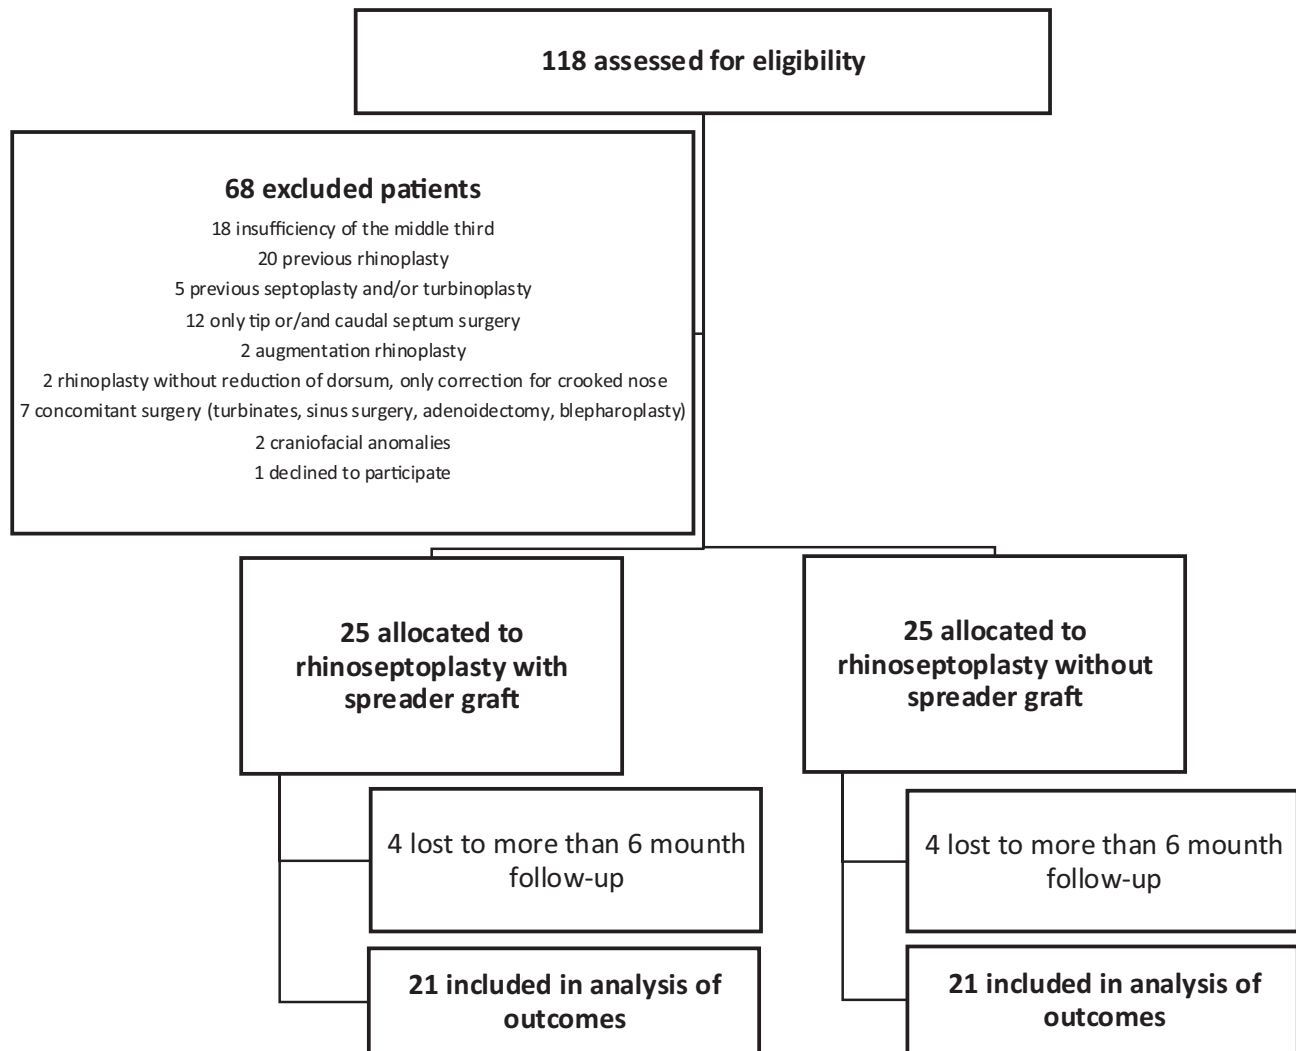 118 assessed for eligibility
68 excluded patients
18 insufficiency of the middle third
20 previous rhinoplasty
5 previous septoplasty and/or turbinoplasty
12 only tip or/and caudal septum surgery
2 augmentation rhinoplasty
2 rhinoplasty without reduction of dorsum, only correction for crooked nose
7 concomitant surgery (turbinates, sinus surgery, adenoidectomy, blepharoplasty)
2 craniofacial anomalies
1 declined to participate
25 allocated to
rhinoseptoplasty with
spreader graft
4 lost to more than 6 mounth
follow-up
21 included in analysis of
outcomes
25 allocated to
rhinoseptoplasty without
spreader graft
4 lost to more than 6 mounth
follow-up
21 included in analysis of
outcomes